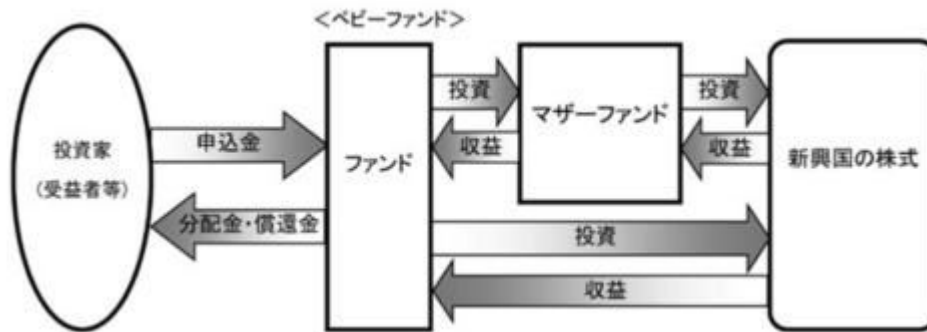 <ベビーファンド>
投資家
(受益者等)
申込金
分配金・償還金
ファンド
投資
収益
マザーファンド
投資
収益
新興国の株式
投資
収益